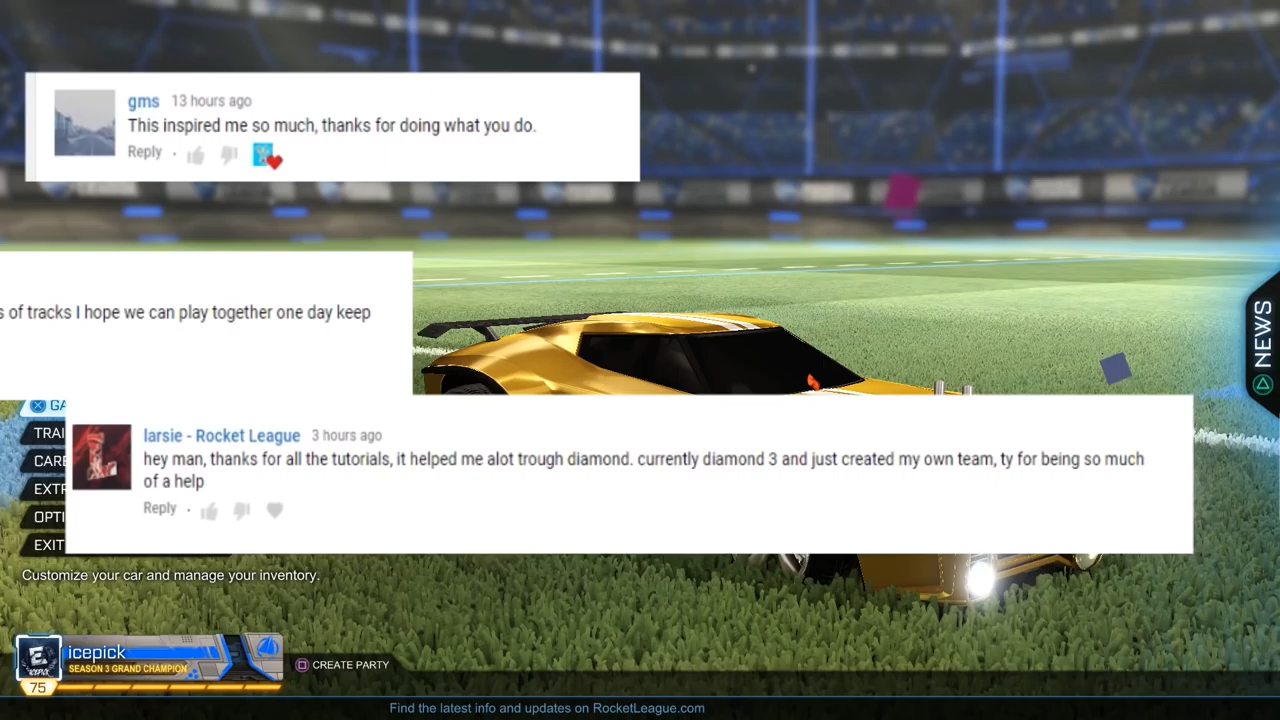 gms 13 hours ago
This inspired me so much, thanks for doing what you do.
Reply
s of tracks I hope we can play together one day keep
NEWS
GA
TRAI
CARE
EXTR
OPTI
EXIT
larsie - Rocket League 3 hours ago
hey man, thanks for all the tutorials, it helped me alot trough diamond. currently diamond 3 and just created my own team, ty for being so much
of a help
Reply
Customize your car and manage your inventory.
icepick
SEASON 3 GRAND CHAMPION
75
CREATE PARTY
Find the latest info and updates on RocketLeague.com